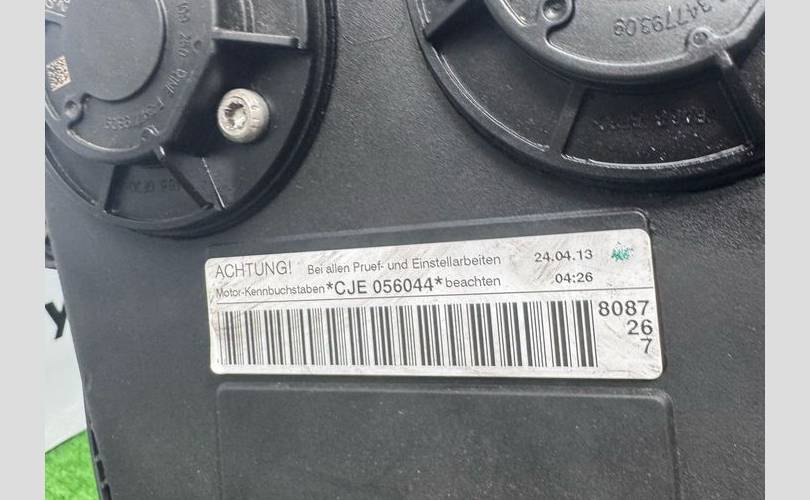 34779309
ACHTUNG! Bei allen Pruef- und Einstellarbeiten 24.04.13
Motor-Kennbuchstaben *CJE 056044* beachten 04:26
8087
26
7